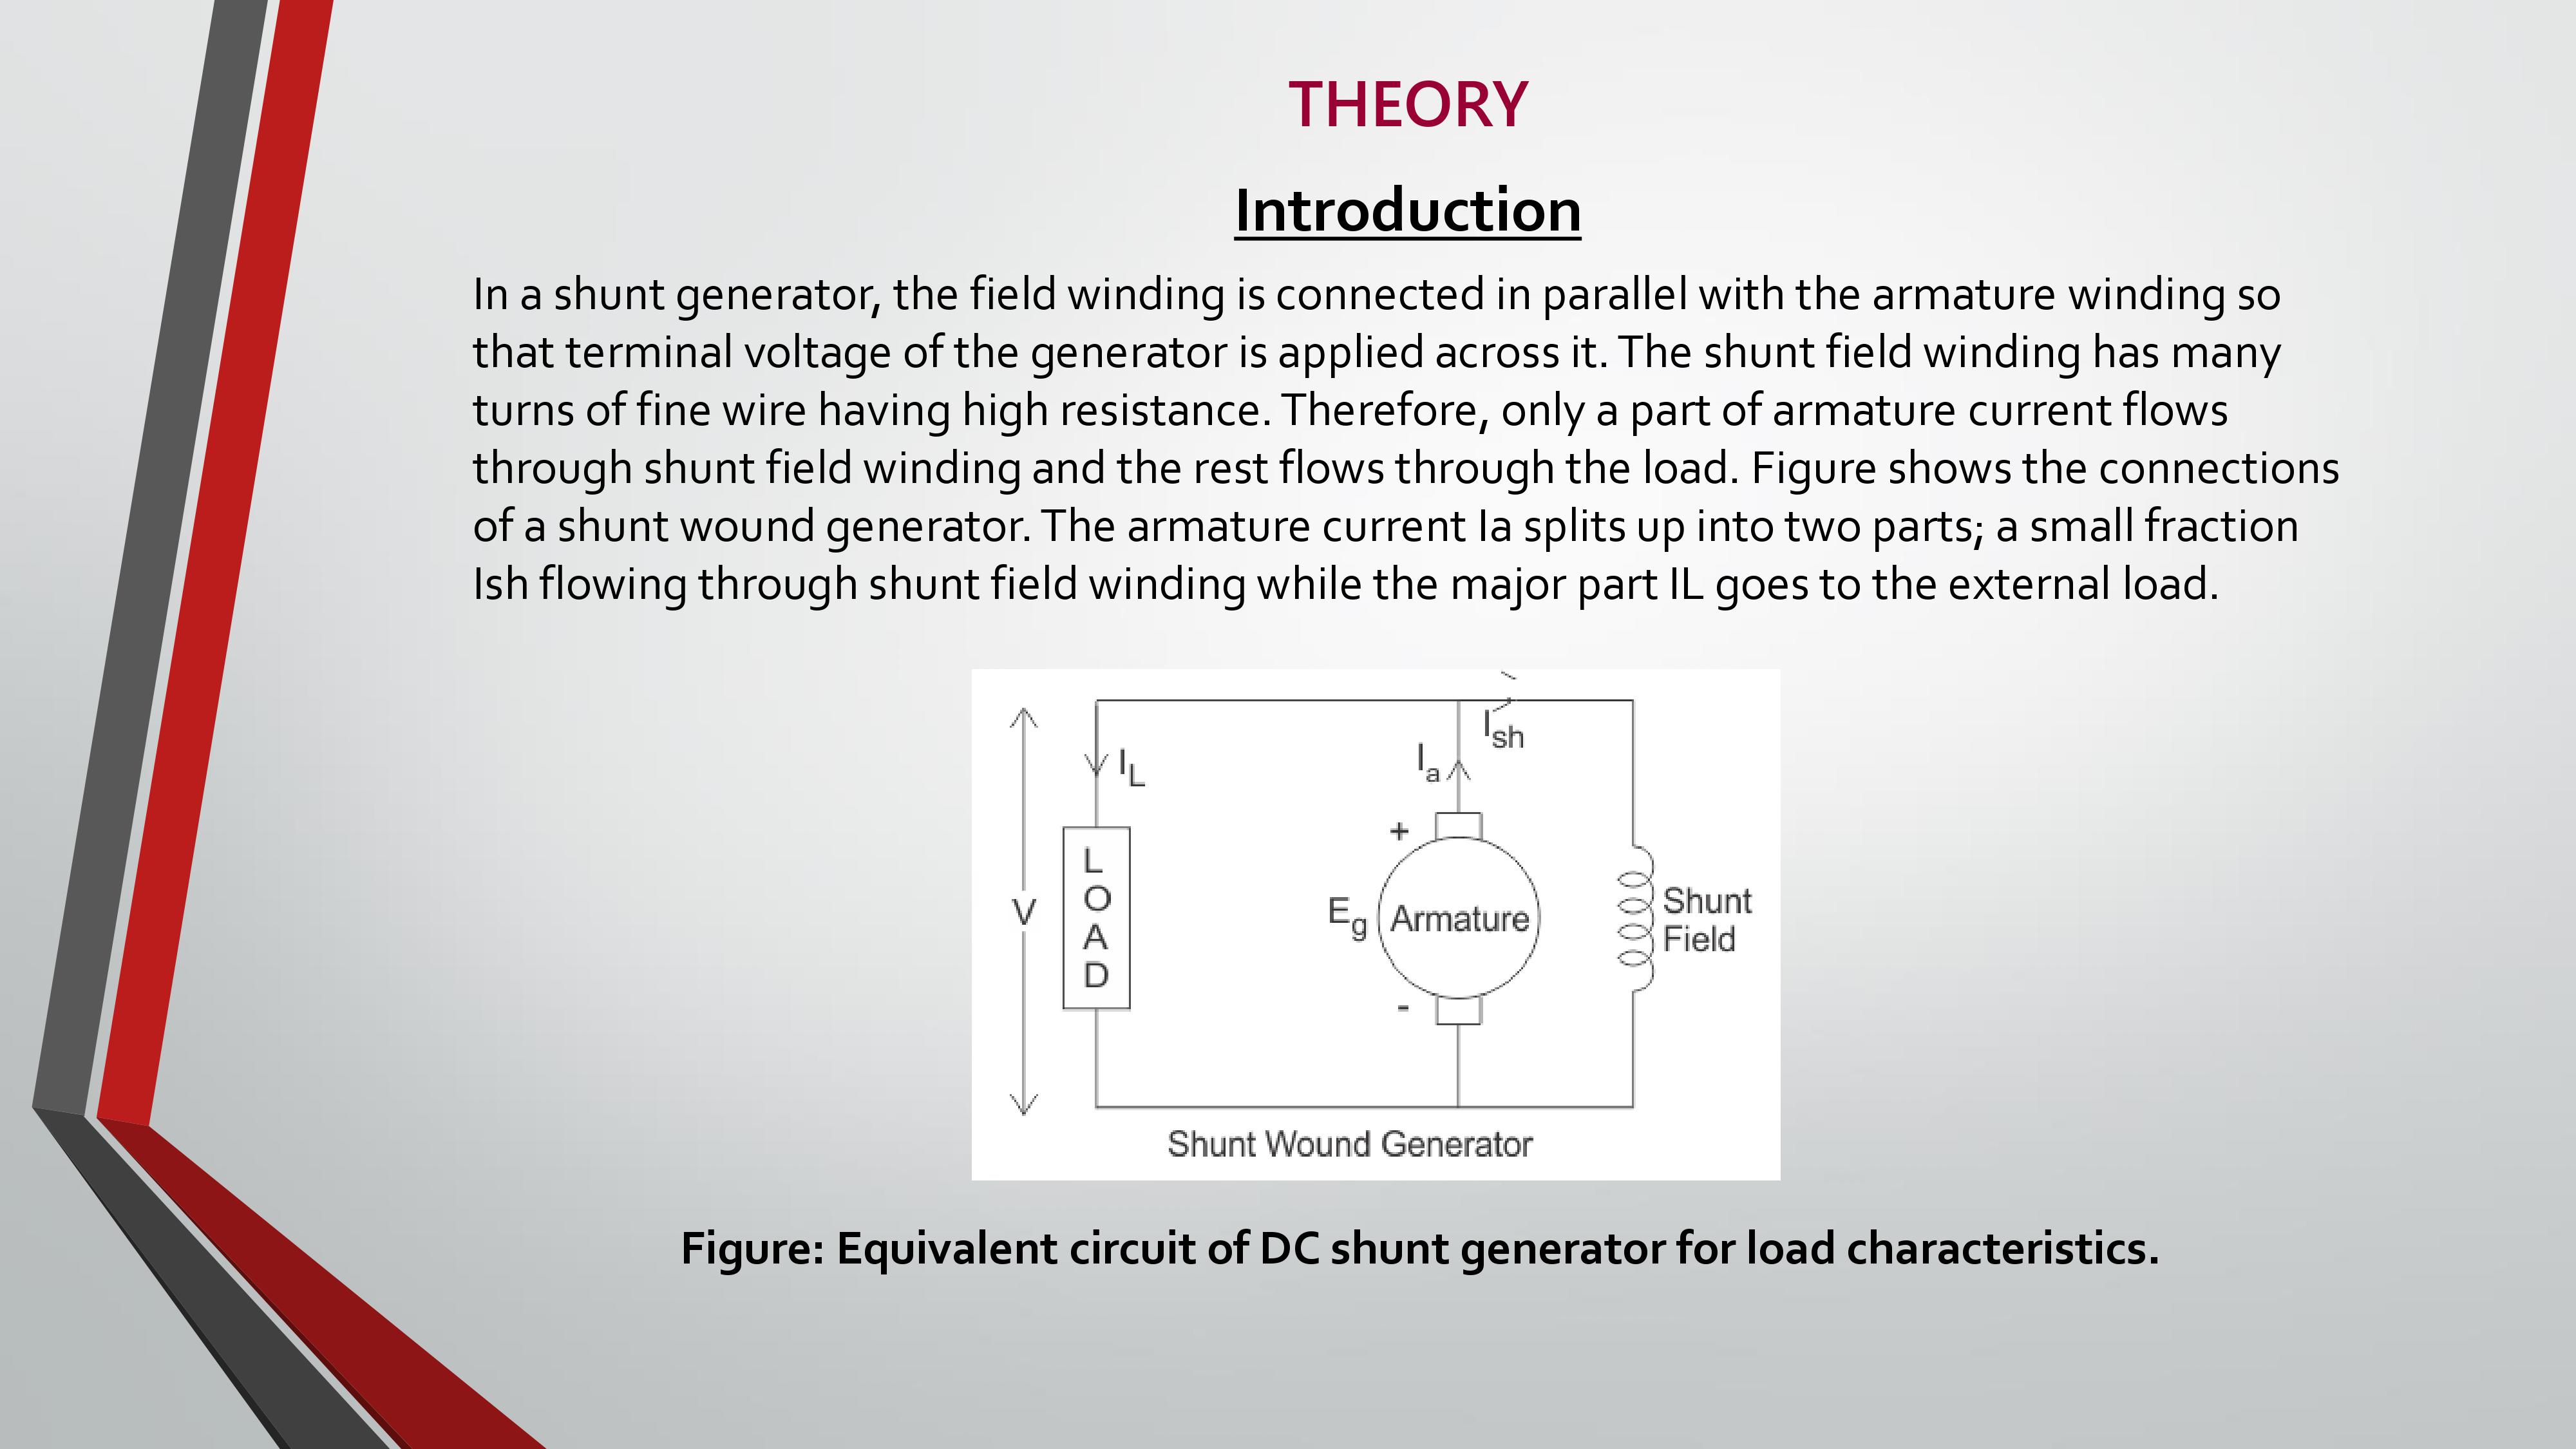 THEORY
Introduction
In a shunt generator, the field winding is connected in parallel with the armature winding so
that terminal voltage of the generator is applied across it. The shunt field winding has many
turns of fine wire having high resistance. Therefore, only a part of armature current flows
through shunt field winding and the rest flows through the load. Figure shows the connections
of a shunt wound generator. The armature current Ia splits up into two parts; a small fraction
Ish flowing through shunt field winding while the major part IL goes to the external load.
Ish
IL
Ia
+
L
O
A
D
V
Eg
Armature
Shunt
Field
-
Shunt Wound Generator
Figure: Equivalent circuit of DC shunt generator for load characteristics.